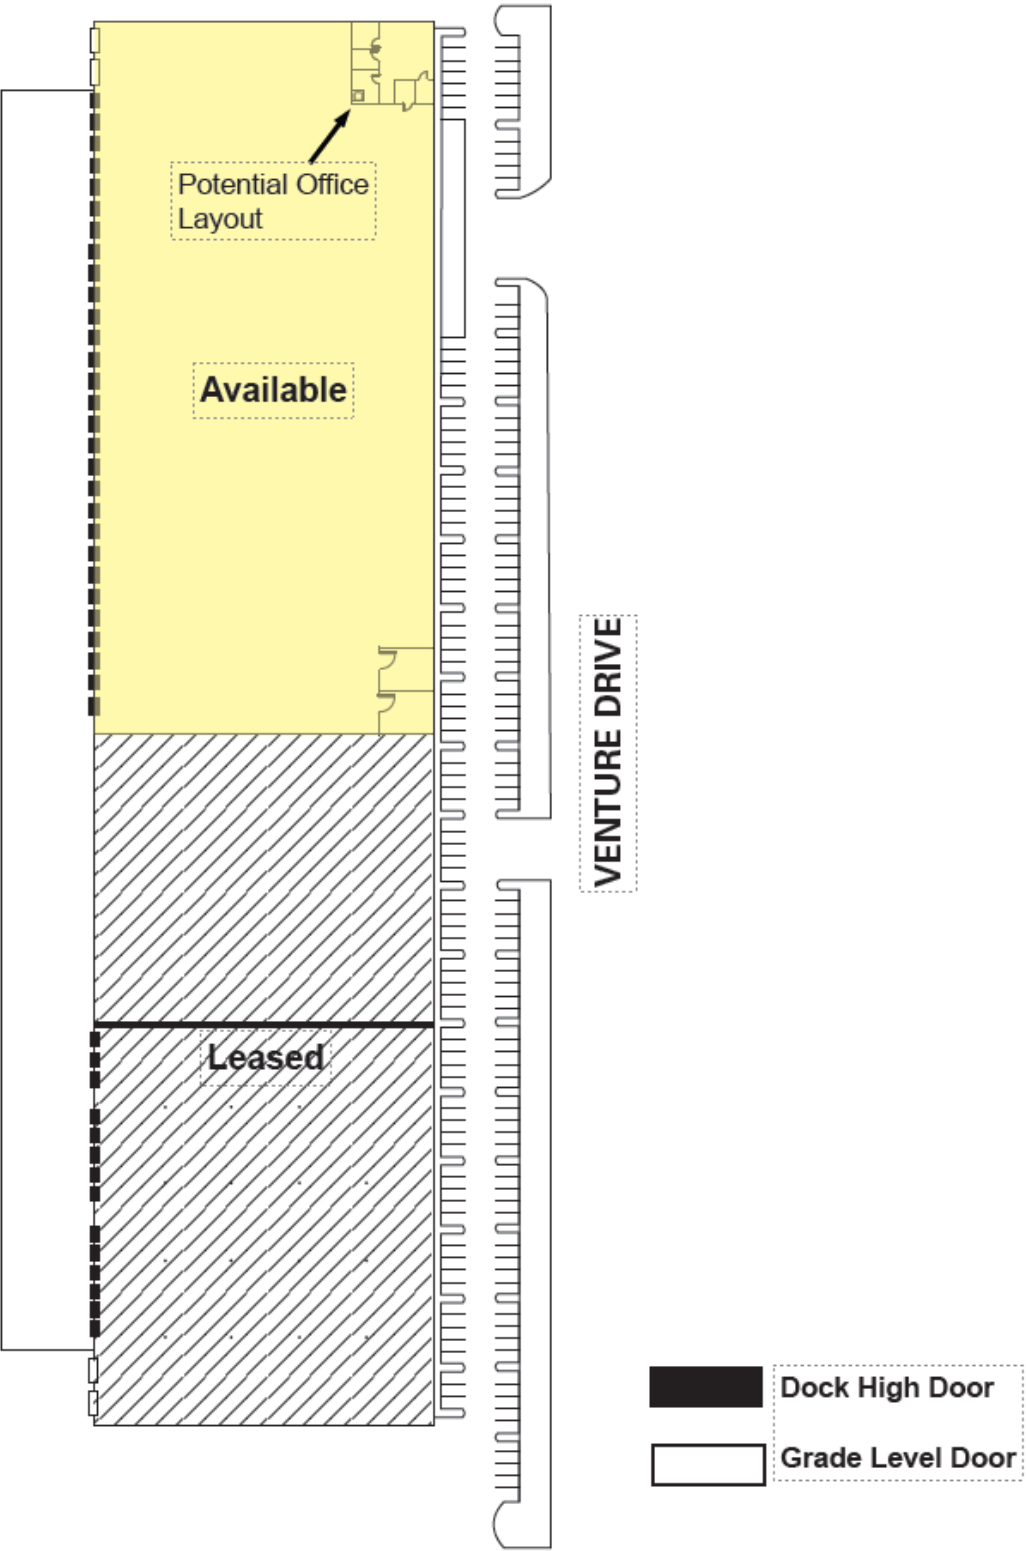 Potential Office
Layout
Available
VENTURE DRIVE
Leased
Dock High Door
Grade Level Door